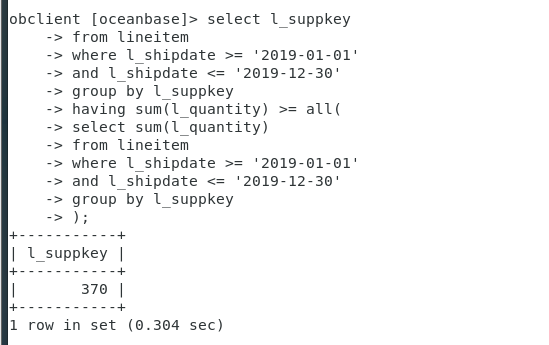 obclient [oceanbase]> select l_suppkey
    -> from lineitem
    -> where l_shipdate >= '2019-01-01'
    -> and l_shipdate <= '2019-12-30'
    -> group by l_suppkey
    -> having sum(l_quantity) >= all(
    -> select sum(l_quantity)
    -> from lineitem
    -> where l_shipdate >= '2019-01-01'
    -> and l_shipdate <= '2019-12-30'
    -> group by l_suppkey
    -> );
+-----------+
| l_suppkey |
+-----------+
|       370 |
+-----------+
1 row in set (0.304 sec)